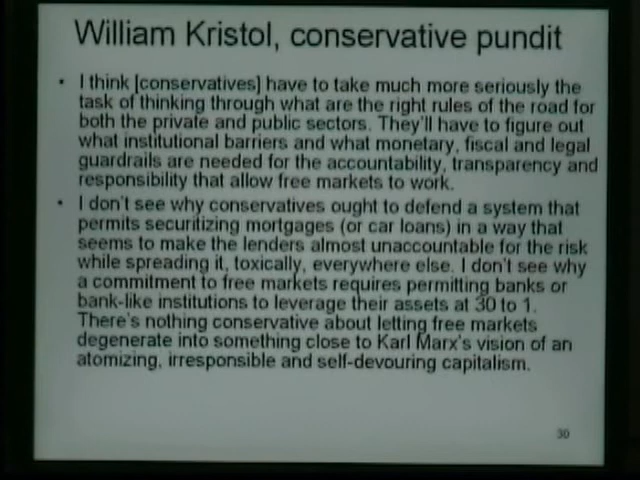 William Kristol, conservative pundit
• I think [conservatives] have to take much more seriously the
task of thinking through what are the right rules of the road for
both the private and public sectors. They'll have to figure out
what institutional barriers and what monetary, fiscal and legal
guardrails are needed for the accountability, transparency and
responsibility that allow free markets to work.
• I don't see why conservatives ought to defend a system that
permits securitizing mortgages (or car loans) in a way that
seems to make the lenders almost unaccountable for the risk
while spreading it, toxically, everywhere else. I don't see why
a commitment to free markets requires permitting banks or
bank-like institutions to leverage their assets at 30 to 1.
There's nothing conservative about letting free markets
degenerate into something close to Karl Marx's vision of an
atomizing, irresponsible and self-devouring capitalism.
30